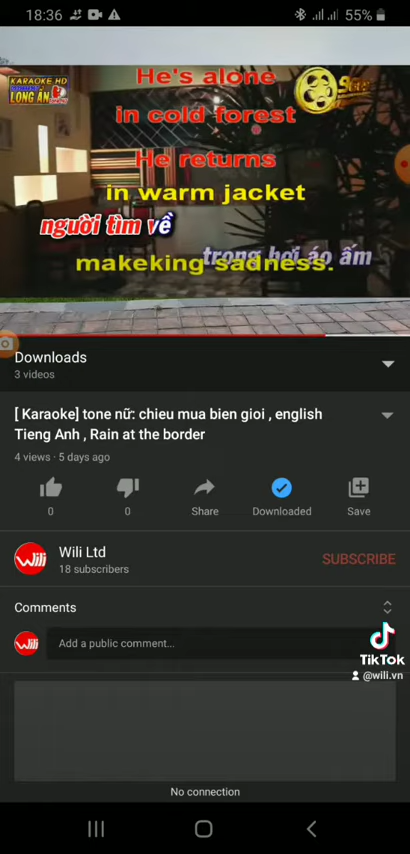 18:36
55%
KARAOKE HD
LONG ẨN
He's alone
in cold forest
He returns
in warm jacket
người tìm về
trong hơi áo ấm
makeking sadness.
Downloads
3 videos
[ Karaoke] tone nữ: chieu mua bien gioi , english
Tieng Anh , Rain at the border
4 views · 5 days ago
0
0
Share
Downloaded
Save
Wili
Wili Ltd
18 subscribers
SUBSCRIBE
Comments
Wili
Add a public comment...
TikTok
@wili.vn
No connection